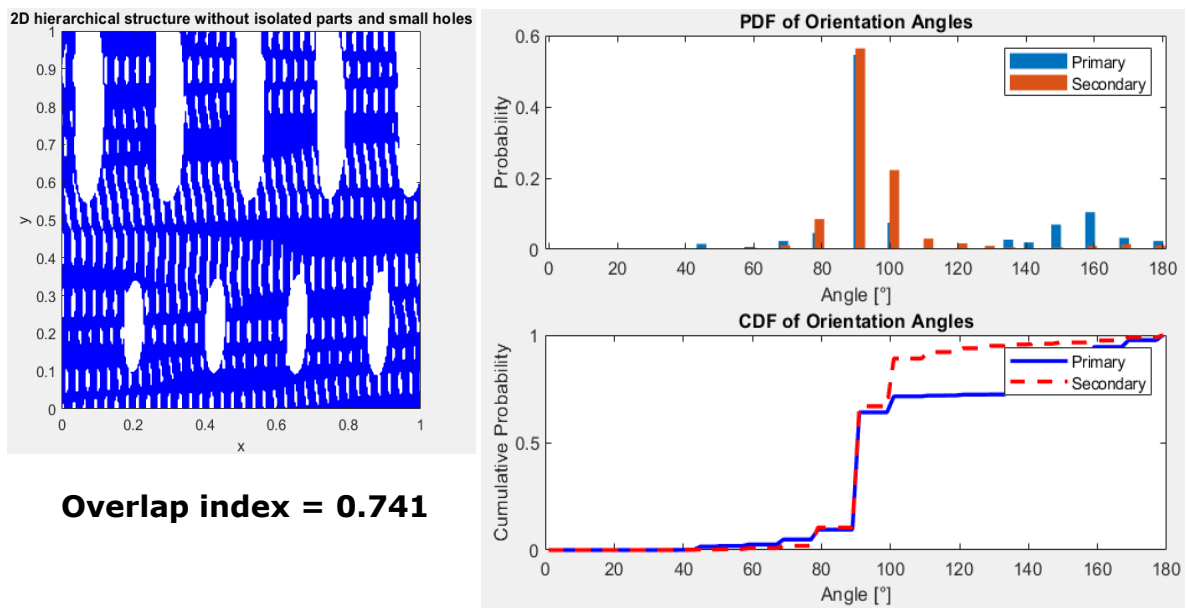 2D hierarchical structure without isolated parts and small holes
1
0.9
0.8
0.7
0.6
0.5
0.4
0.3
0.2
0.1
0
y
0 0.2 0.4 0.6 0.8 1
x
Overlap index = 0.741
PDF of Orientation Angles
0.6
0.4
0.2
0
Probability
Primary
Secondary
0 20 40 60 80 100 120 140 160 180
Angle [°]
CDF of Orientation Angles
1
0.5
0
Cumulative Probability
Primary
Secondary
0 20 40 60 80 100 120 140 160 180
Angle [°]